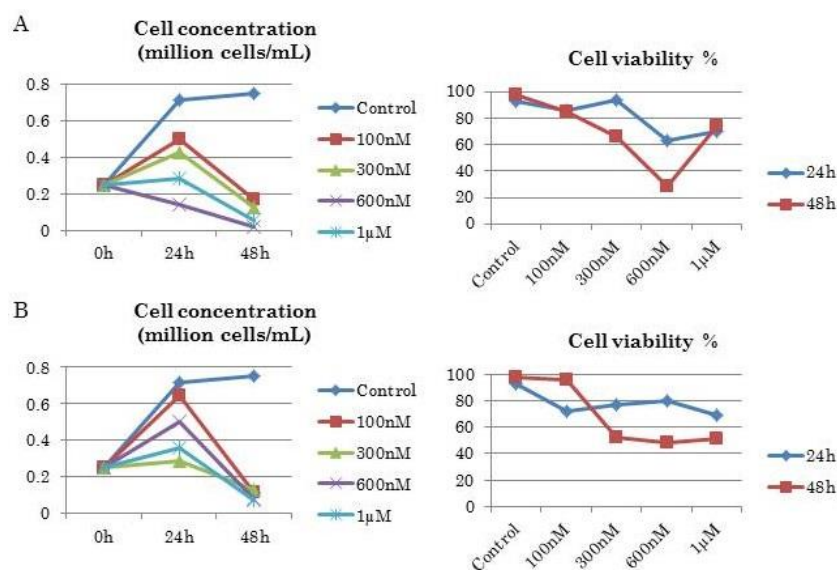 A
Cell concentration
(million cells/mL)
0.8
0.6
0.4
0.2
0
0h 24h 48h
Control
100nM
300nM
600nM
1µM
Cell viability %
100
80
60
40
20
0
Control 100nM 300nM 600nM 1µM
24h
48h
B
Cell concentration
(million cells/mL)
0.8
0.6
0.4
0.2
0
0h 24h 48h
Control
100nM
300nM
600nM
1µM
Cell viability %
100
80
60
40
20
0
Control 100nM 300nM 600nM 1µM
24h
48h